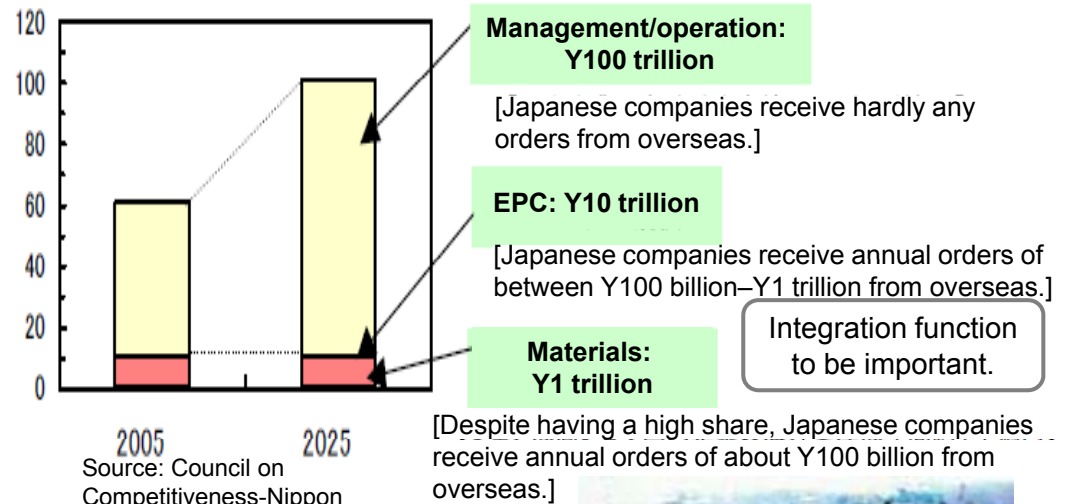 120
100
80
60
40
20
0
2005
2025
Source: Council on
Competitiveness-Nippon
Management/operation:
Y100 trillion
[Japanese companies receive hardly any
orders from overseas.]
EPC: Y10 trillion
[Japanese companies receive annual orders of
between Y100 billion–Y1 trillion from overseas.]
Integration function
to be important.
Materials:
Y1 trillion
[Despite having a high share, Japanese companies
receive annual orders of about Y100 billion from
overseas.]